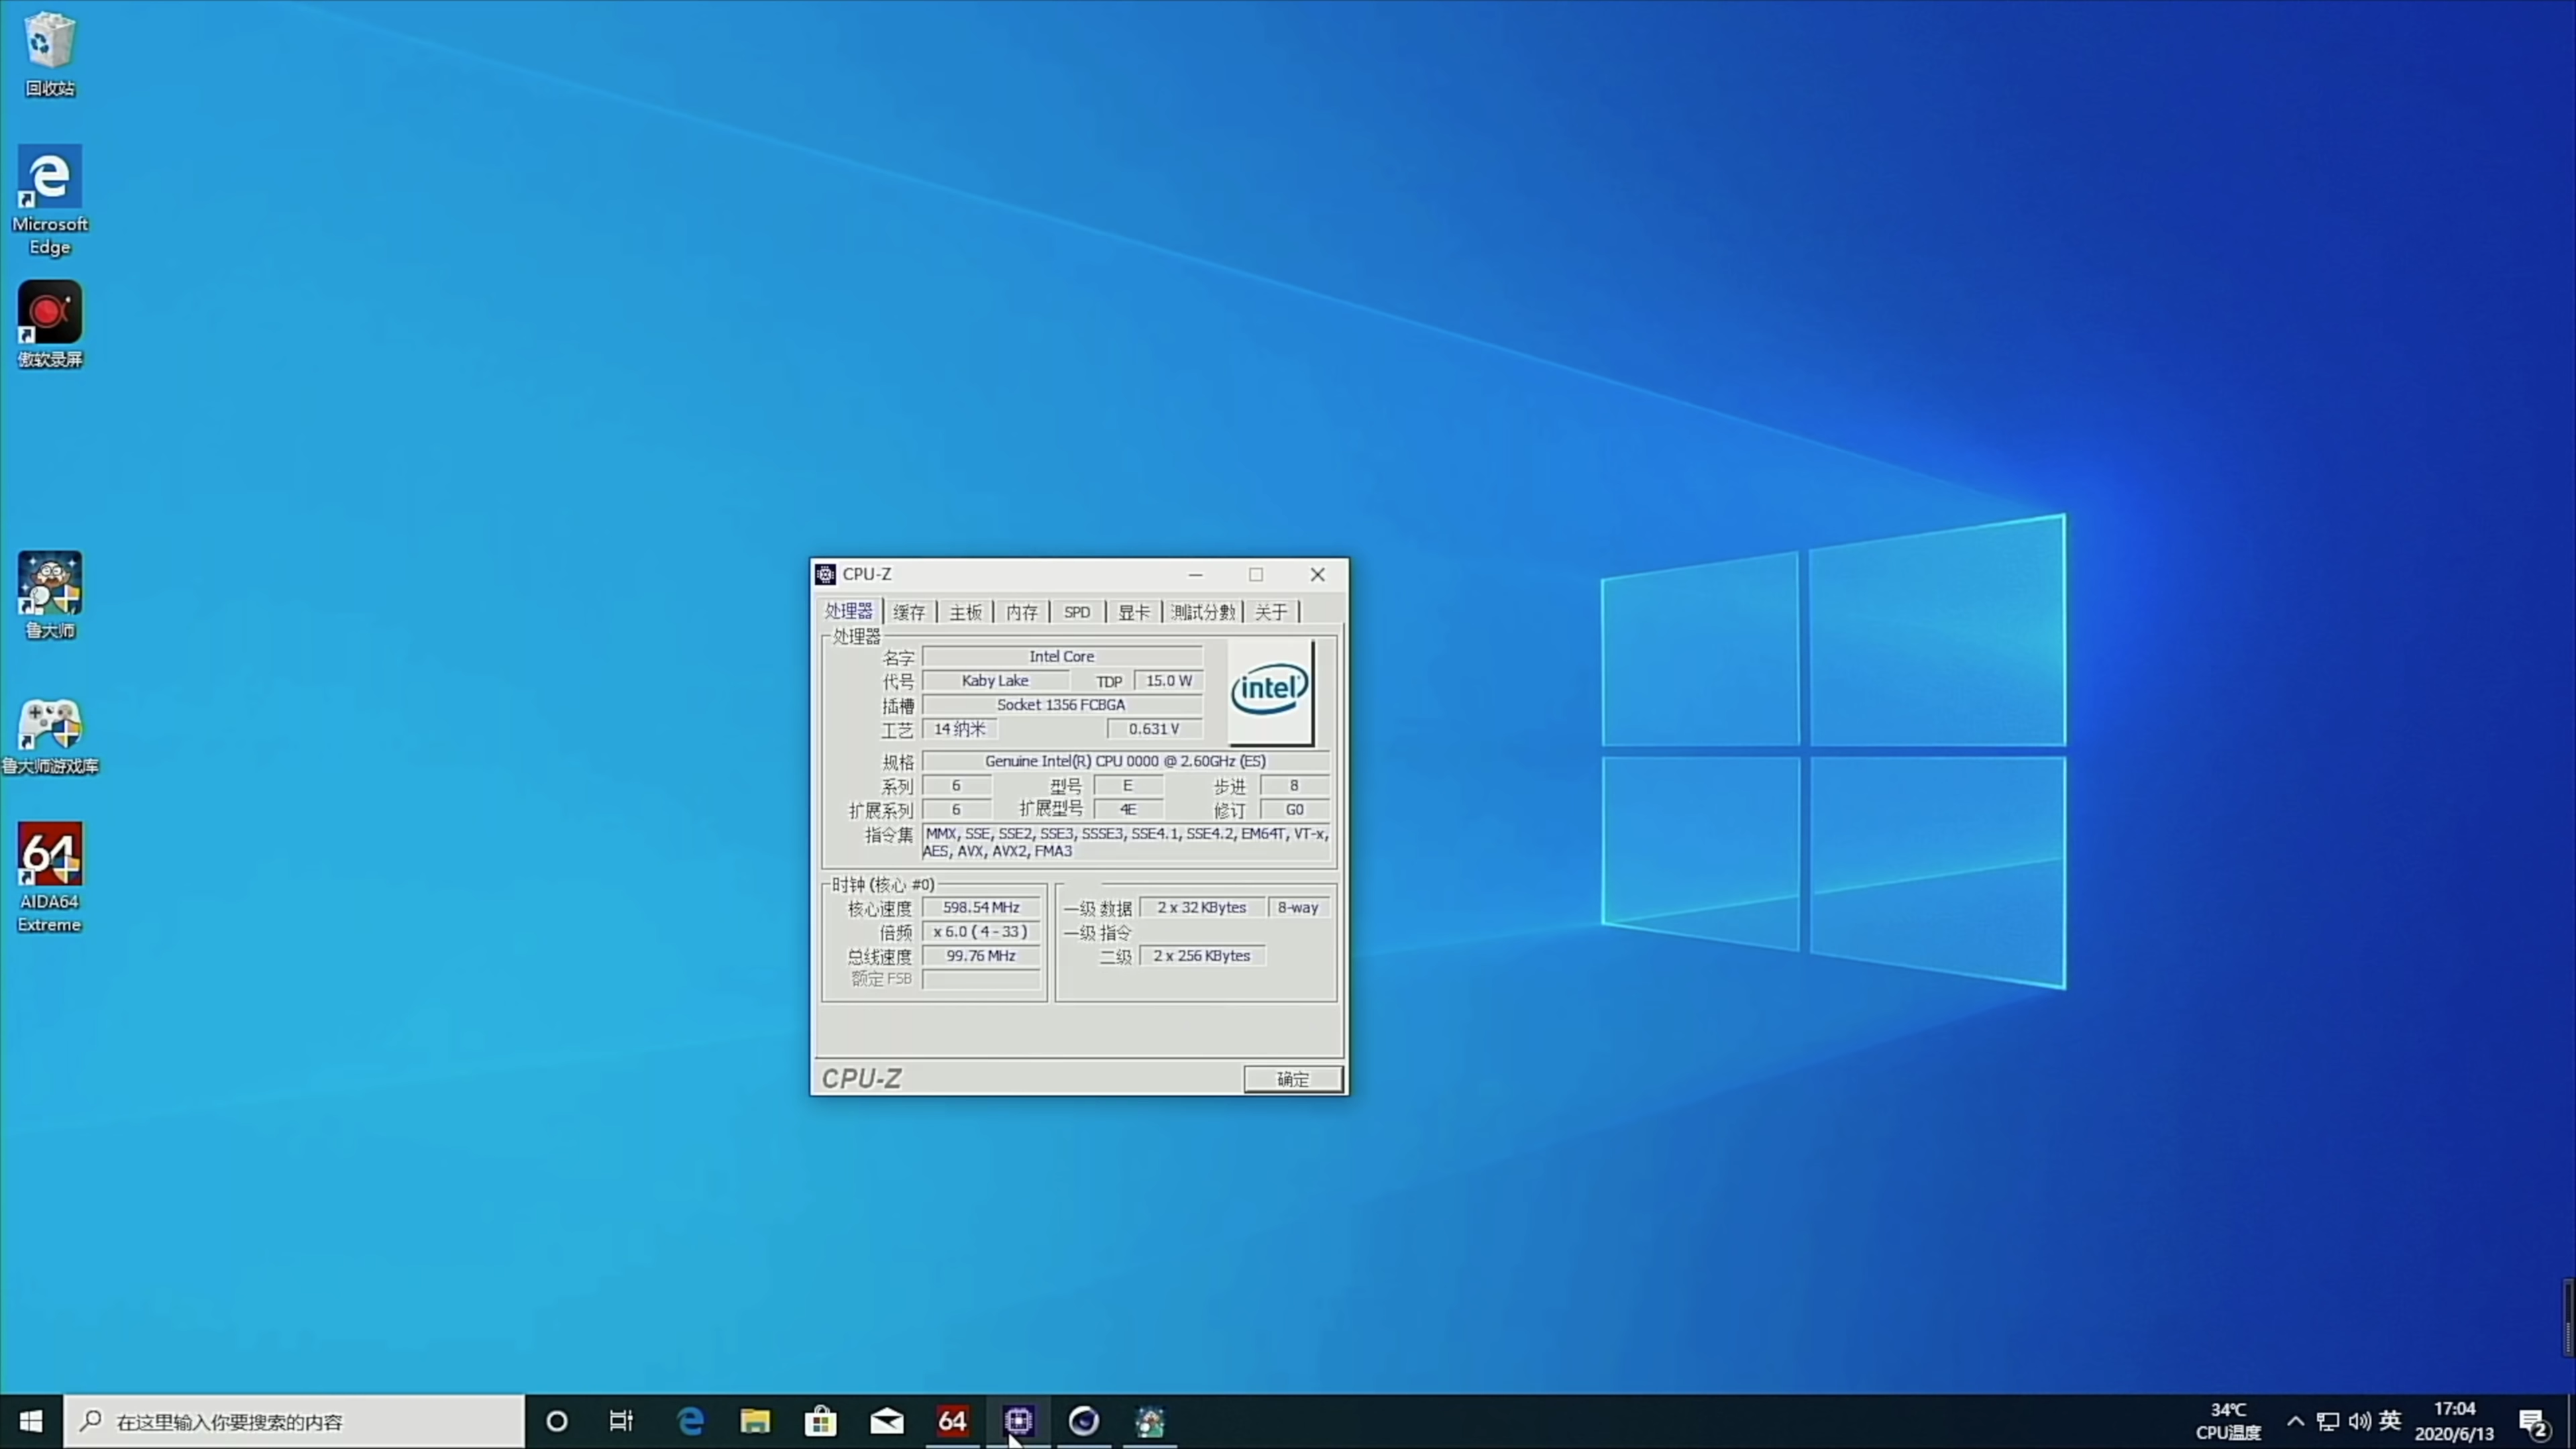 回收站
Microsoft
Edge
傲软录屏
鲁大师
鲁大师游戏库
64
AIDA64
Extreme
CPU-Z
处理器 缓存 主板 内存 SPD 显卡 測試分數 关于
处理器
名字 Intel Core
代号 Kaby Lake TDP 15.0 W
插槽 Socket 1356 FCBGA
工艺 14 纳米 0.631 V
intel
规格 Genuine Intel(R) CPU 0000 @ 2.60GHz (ES)
系列 6 型号 E 步进 8
扩展系列 6 扩展型号 4E 修订 G0
指令集 MMX, SSE, SSE2, SSE3, SSSE3, SSE4.1, SSE4.2, EM64T, VT-x,
AES, AVX, AVX2, FMA3
时钟 (核心 #0)
核心速度 598.54 MHz
倍频 x 6.0 ( 4 - 33 )
总线速度 99.76 MHz
额定 FSB
一级 数据 2 x 32 KBytes 8-way
一级 指令
二级 2 x 256 KBytes
CPU-Z 确定
在这里输入你要搜索的内容
64
34℃
CPU温度
英
17:04
2020/6/13
2